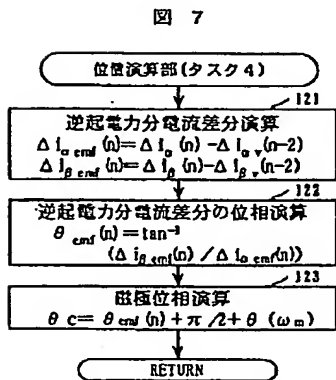 図 7
位置演算部(タスク4)
121
逆起電力分電流差分演算
Δ i α emf (n)=Δ i α (n) -Δ i α v(n-2)
Δ i β emf(n)=Δ i β (n)-Δ i β v(n-2)
122
逆起電力分電流差分の位相演算
θ emf (n)=tan⁻¹
(Δ i β emf(n) /Δ i α emf(n))
123
磁極位相演算
θ c= θ emf (n) + π /2+ θ (ω m)
RETURN